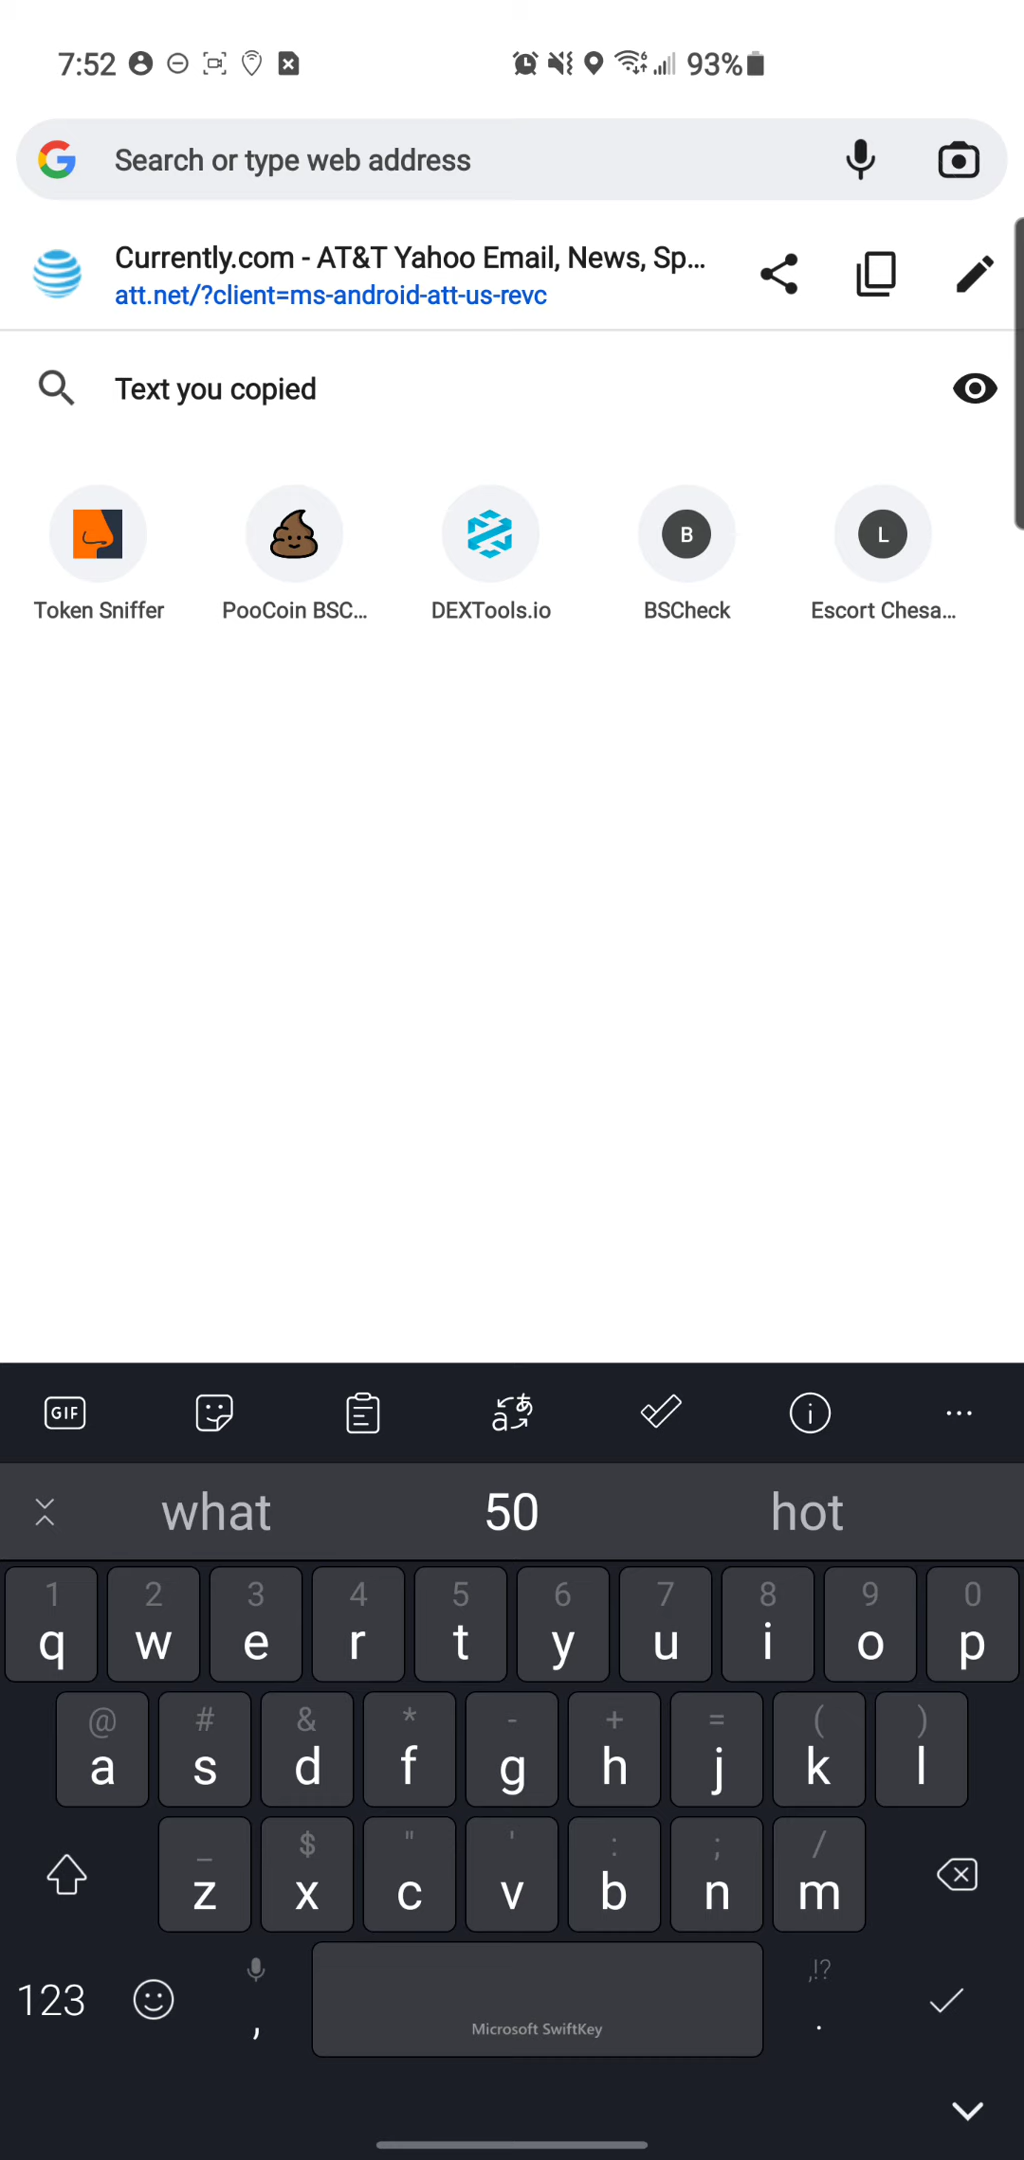 7:52 93%
Search or type web address
Currently.com - AT&T Yahoo Email, News, Sp...
att.net/?client=ms-android-att-us-revc
Text you copied
B L
Token Sniffer PooCoin BSC... DEXTools.io BSCheck Escort Chesa...
GIF aあ i ...
what 50 hot
1 2 3 4 5 6 7 8 9 0
q w e r t y u i o p
@ # & * - + = ( )
a s d f g h j k l
_ $ " ' : ; /
z x c v b n m
123 , ,!? .
Microsoft SwiftKey